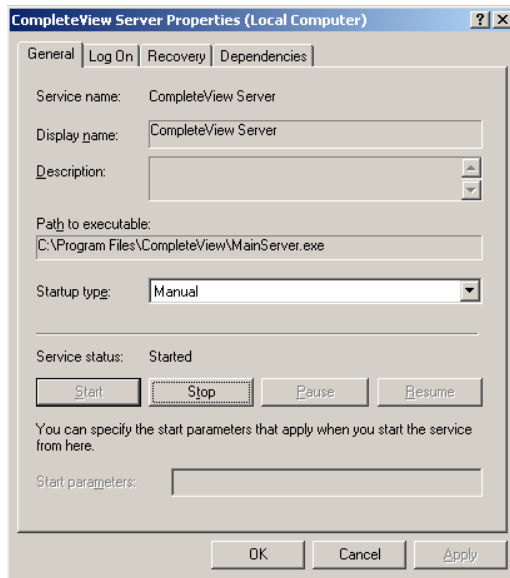 CompleteView Server Properties (Local Computer)
General Log On Recovery Dependencies
Service name: CompleteView Server
Display name: CompleteView Server
Description:
Path to executable:
C:\Program Files\CompleteView\MainServer.exe
Startup type: Manual
Service status: Started
Start Stop Pause Resume
You can specify the start parameters that apply when you start the service
from here.
Start parameters:
OK Cancel Apply